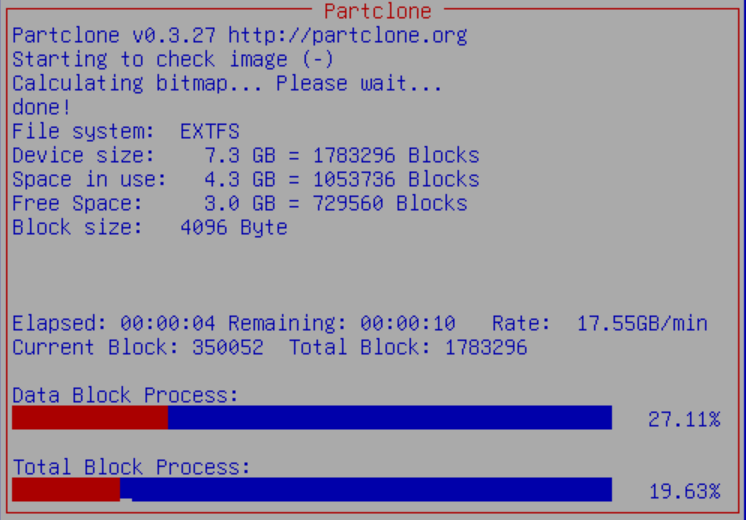 Partclone
Partclone v0.3.27 http://partclone.org
Starting to check image (-)
Calculating bitmap... Please wait...
done!
File system:  EXTFS
Device size:    7.3 GB = 1783296 Blocks
Space in use:   4.3 GB = 1053736 Blocks
Free Space:     3.0 GB = 729560 Blocks
Block size:   4096 Byte
Elapsed: 00:00:04 Remaining: 00:00:10   Rate:  17.55GB/min
Current Block: 350052  Total Block: 1783296
Data Block Process:
27.11%
Total Block Process:
19.63%